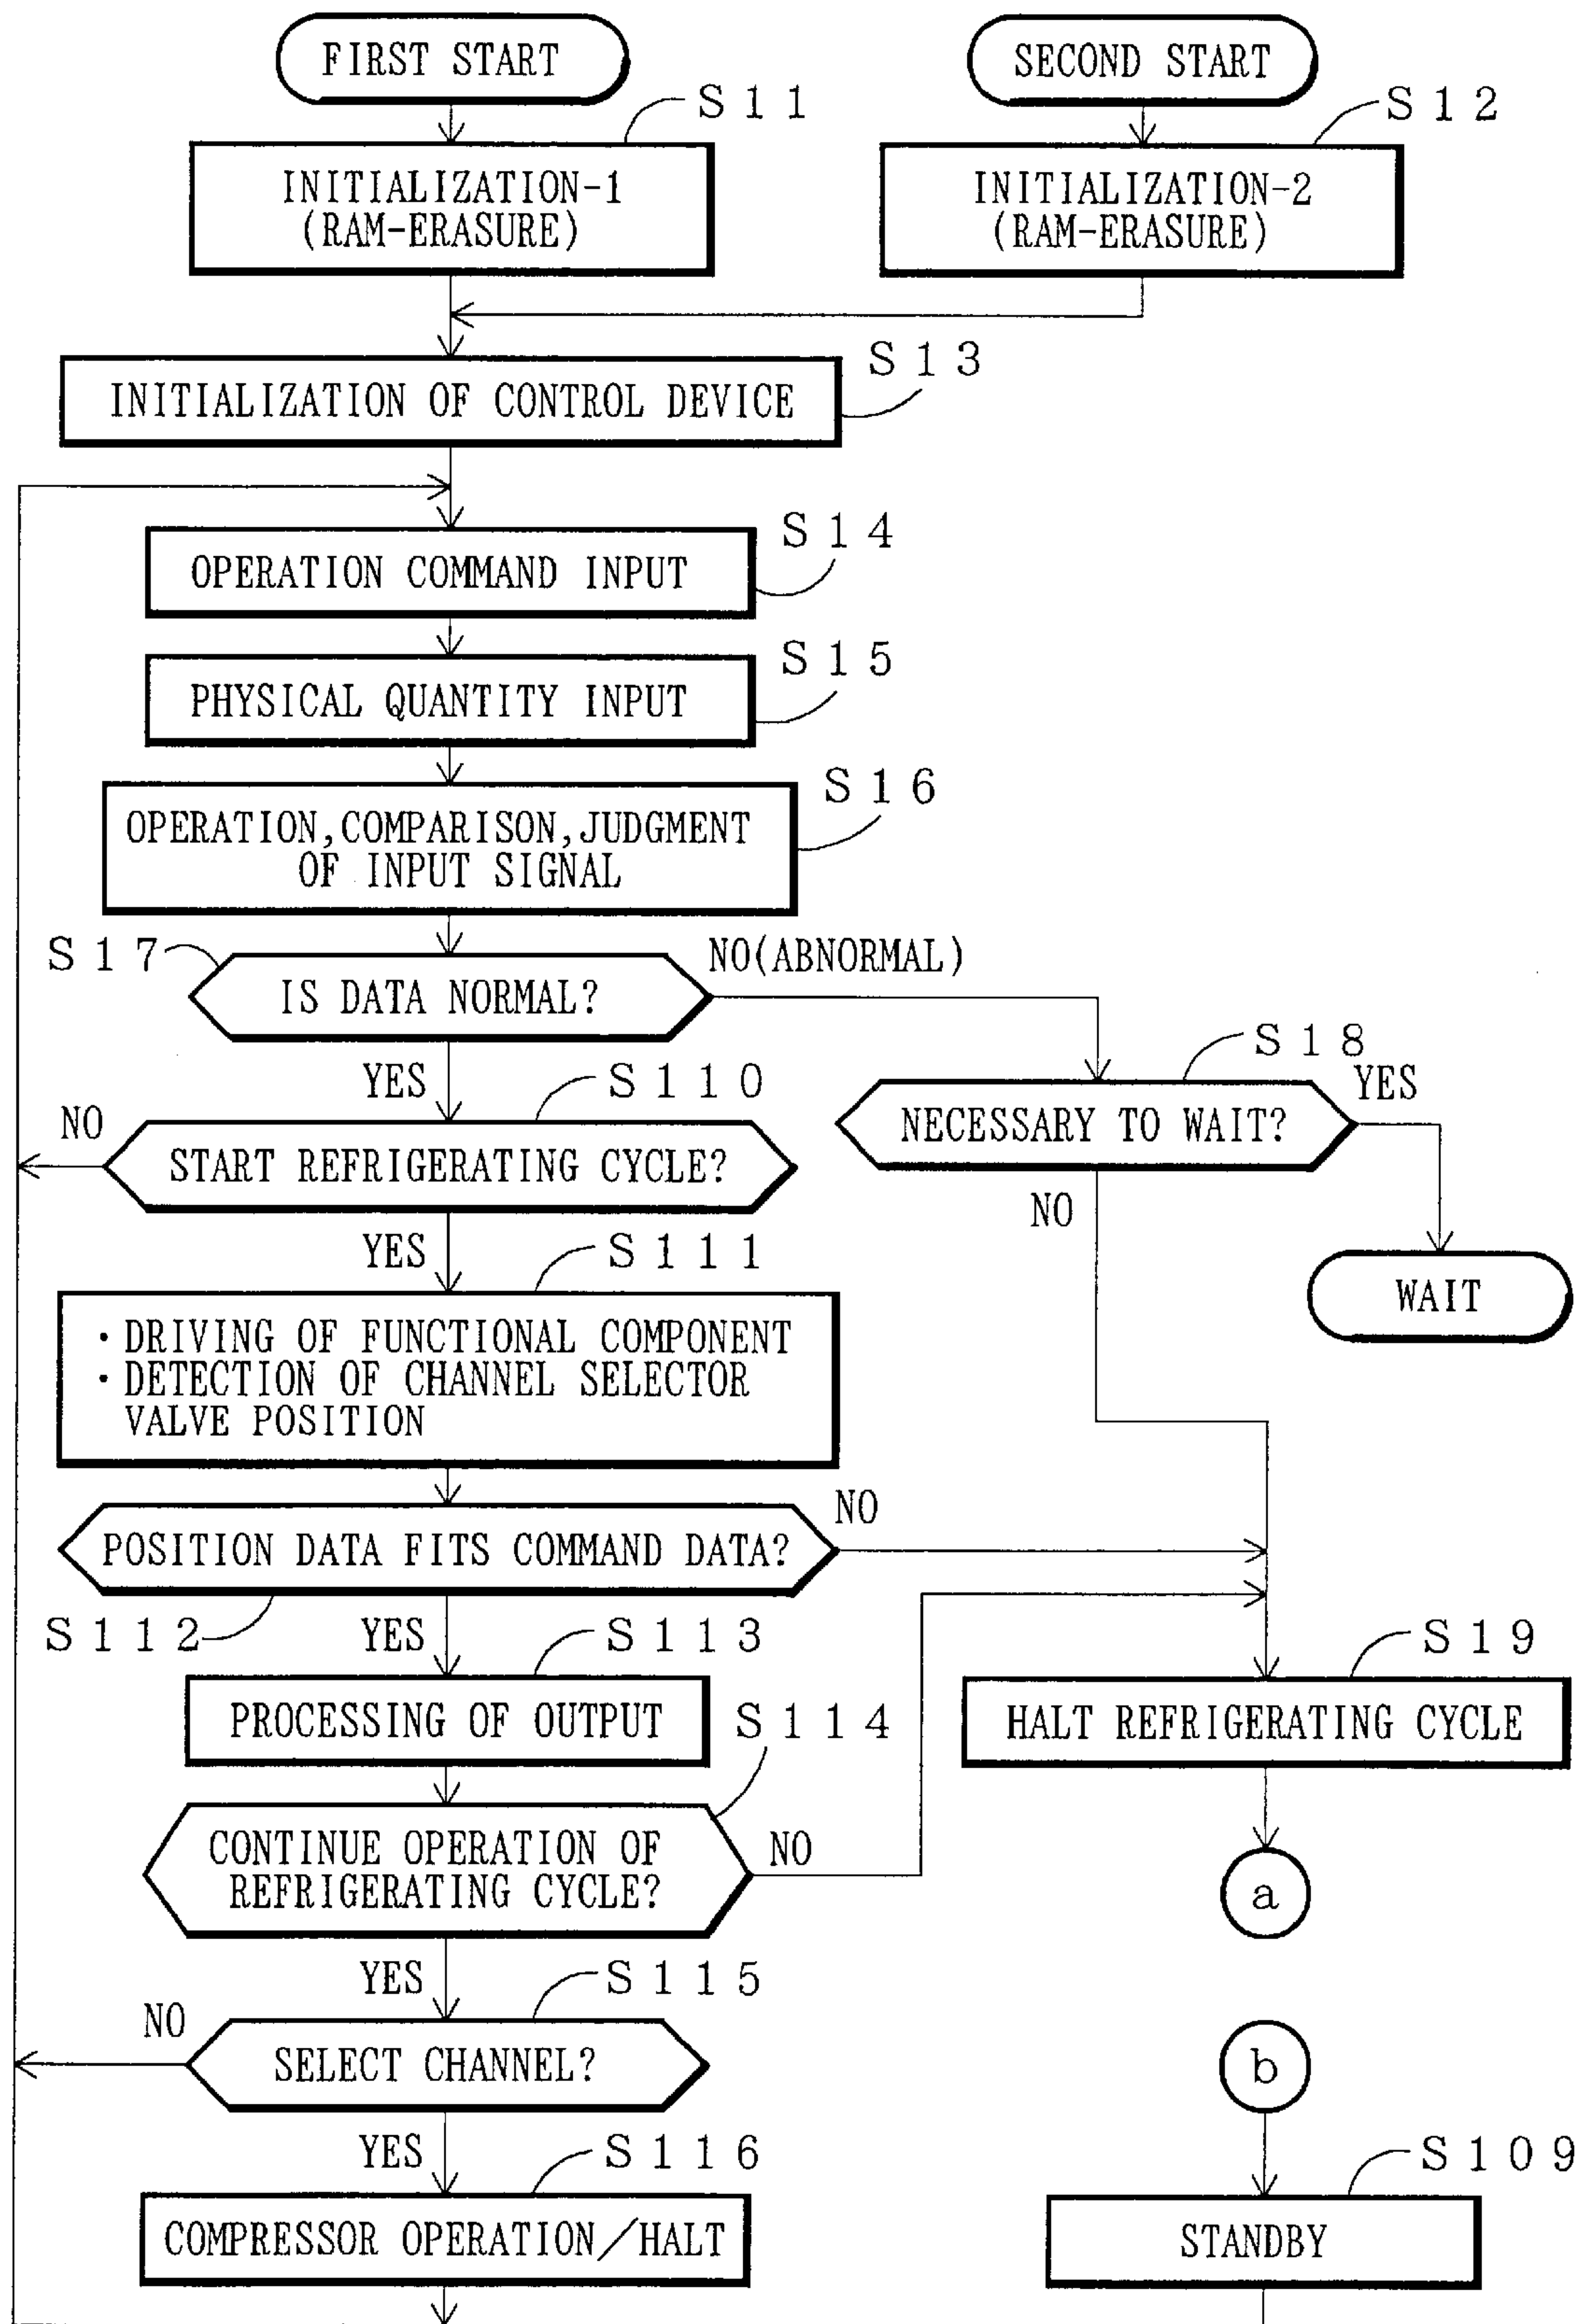 FIRST START
SECOND START
S11
S12
INITIALIZATION-1
(RAM-ERASURE)
INITIALIZATION-2
(RAM-ERASURE)
S13
INITIALIZATION OF CONTROL DEVICE
S14
OPERATION COMMAND INPUT
S15
PHYSICAL QUANTITY INPUT
S16
OPERATION,COMPARISON,JUDGMENT
OF INPUT SIGNAL
S17
NO(ABNORMAL)
IS DATA NORMAL?
S18
YES
S110
YES
NO
NECESSARY TO WAIT?
START REFRIGERATING CYCLE?
NO
YES
S111
WAIT
· DRIVING OF FUNCTIONAL COMPONENT
· DETECTION OF CHANNEL SELECTOR
VALVE POSITION
NO
POSITION DATA FITS COMMAND DATA?
S112
YES
S113
S19
PROCESSING OF OUTPUT
S114
HALT REFRIGERATING CYCLE
CONTINUE OPERATION OF
REFRIGERATING CYCLE?
NO
a
YES
S115
NO
SELECT CHANNEL?
b
YES
S116
S109
COMPRESSOR OPERATION/HALT
STANDBY